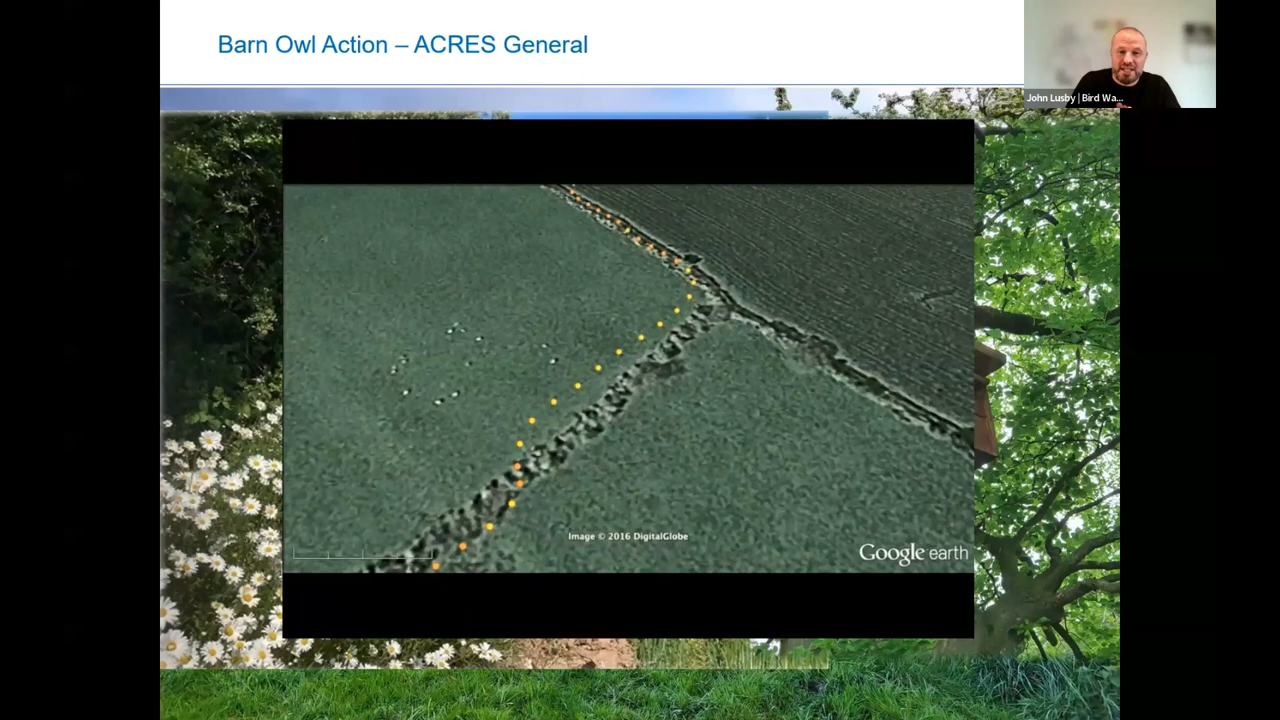 Barn Owl Action – ACRES General
John Lusby | Bird Wa...
Image © 2016 DigitalGlobe
Google earth